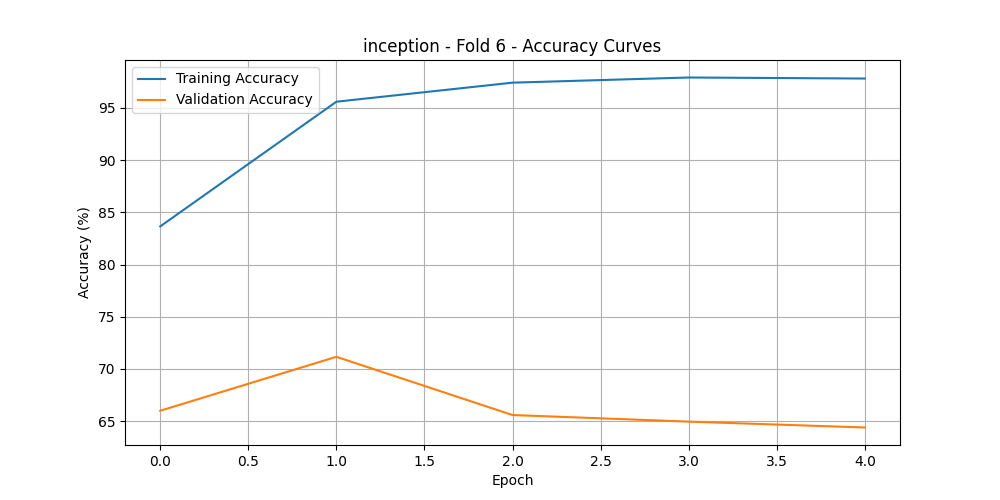 inception - Fold 6 - Accuracy Curves
Training Accuracy
Validation Accuracy
Accuracy (%)
95
90
85
80
75
70
65
0.0 0.5 1.0 1.5 2.0 2.5 3.0 3.5 4.0
Epoch